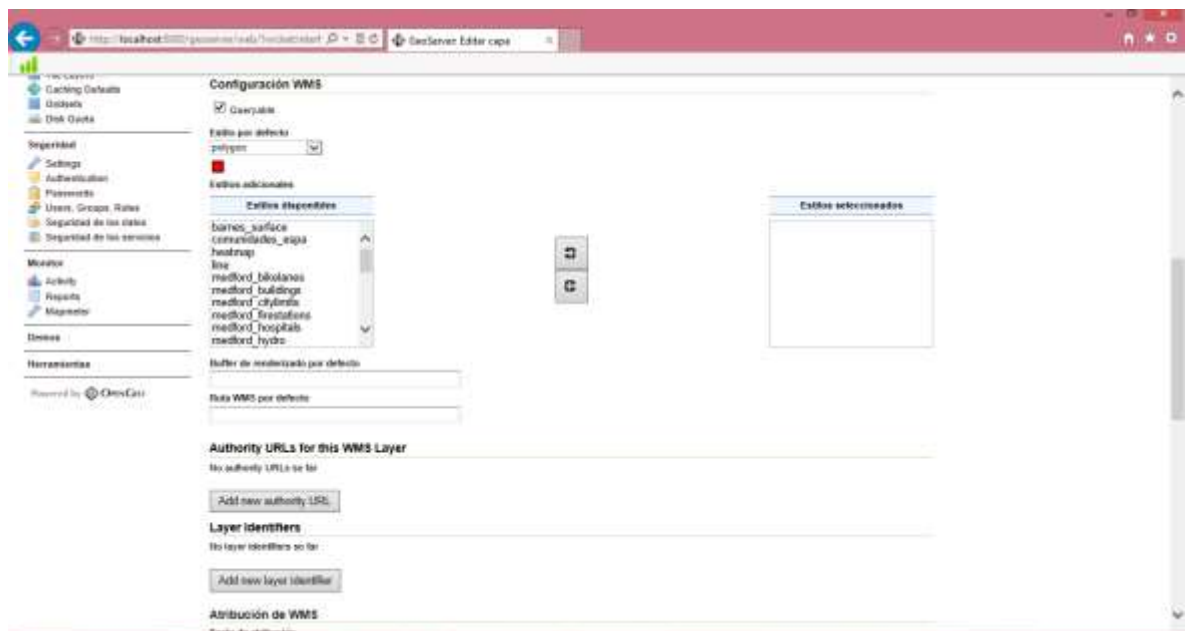 GeoServer: Editar capa
Caching Defaults
Gridsets
Disk Quota
Seguridad
Settings
Authentication
Passwords
Users, Groups, Roles
Seguridad de los datos
Seguridad de los servicios
Monitor
Activity
Reports
Mapmeter
Demos
Herramientas
Powered by OpenGeo
Configuración WMS
Queryable
Estilo por defecto
polygon
Estilos adicionales
Estilos disponibles
barnes_surface
comunidades_espa
heatmap
line
medford_bikelanes
medford_buildings
medford_citylimits
medford_firestations
medford_hospitals
medford_hydro
Estilos seleccionados
Buffer de renderizado por defecto
Ruta WMS por defecto
Authority URLs for this WMS Layer
No authority URLs so far
Add new authority URL
Layer Identifiers
No layer identifiers so far
Add new layer identifier
Atribución de WMS